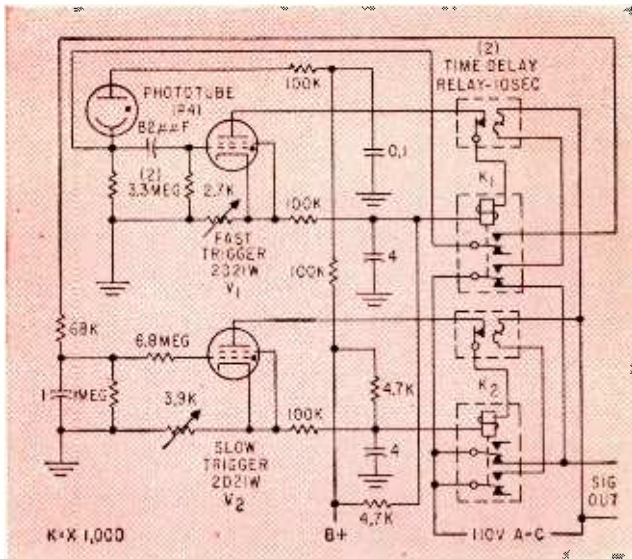 (2)
TIME DELAY
RELAY-10SEC
100K
PHOTOTUBE
1P41
82μμF
0.1
(2)
3.3MEG
2.7K
K1
100K
FAST
TRIGGER
2D21W
V1
4
100K
68K
6.8MEG
1
1MEG
3.9K
4.7K
K2
100K
SLOW
TRIGGER
2D21W
V2
4
SIG
OUT
4.7K
K=X 1,000
B+
110V A-C